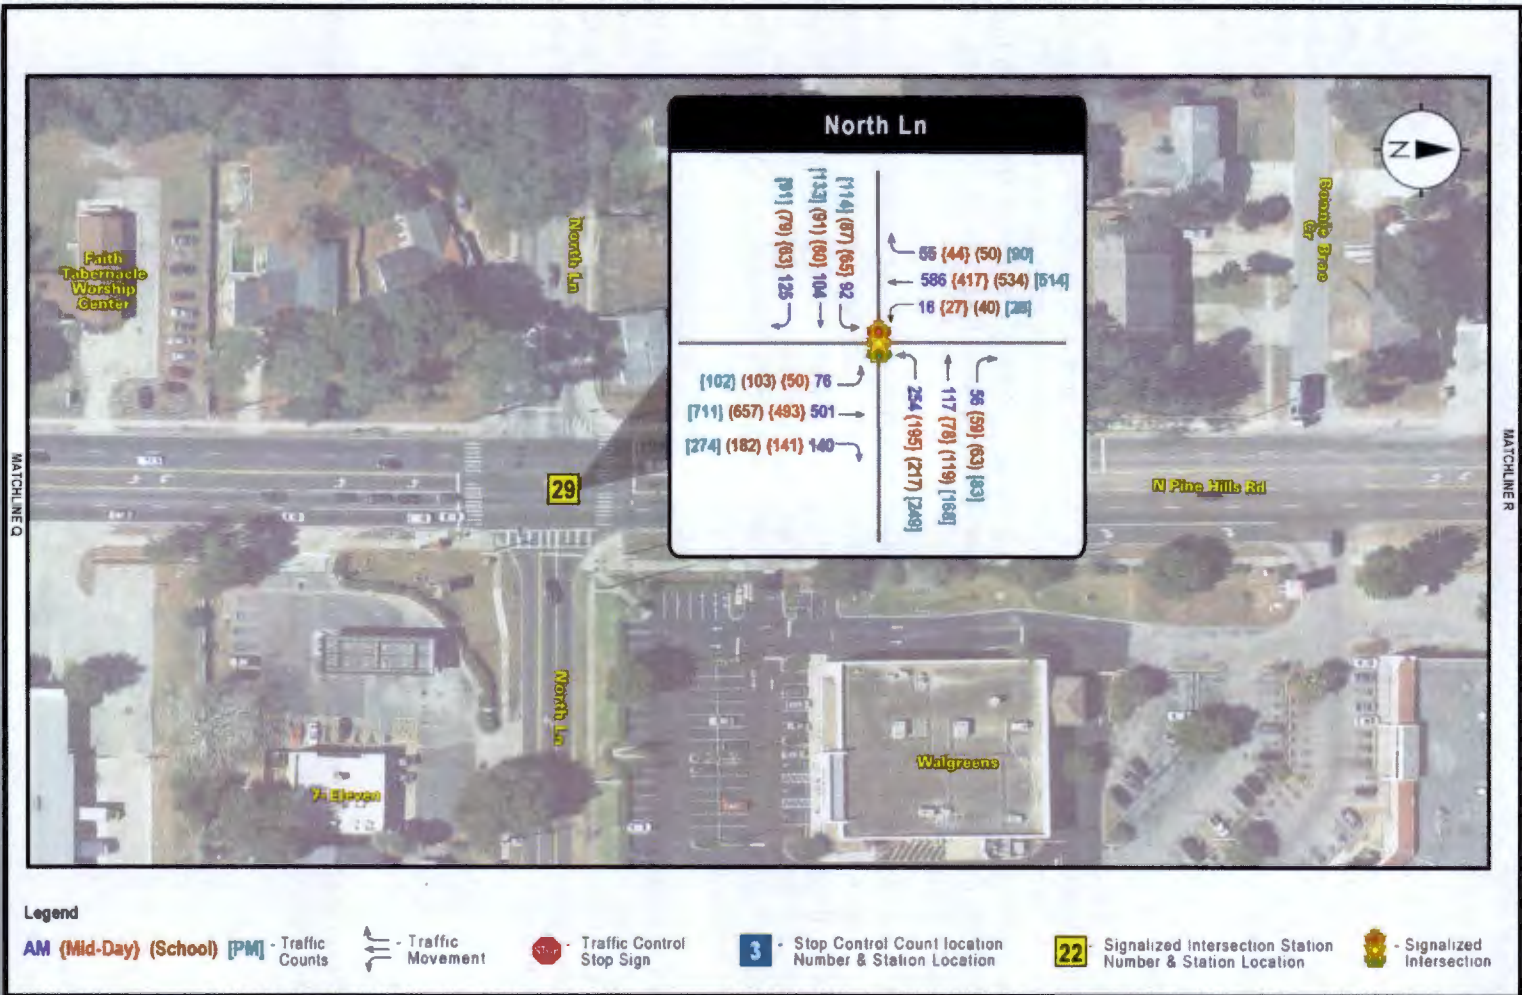 North Ln
[91] (79) {63} 125
[133] (91) {60} 104
[114] (87) {65} 92
55 {44} (50) [90]
586 {417} (534) [514]
16 {27} (40)
[102] (103) {50} 76
[711] (657) {493} 501
[274] (182) {141} 140
254 {195} (217) [249]
117 {78} (119) [168]
56 {59} (63) [83]
N
Bonnie Brae
Cr
North Ln
Faith
Tabernacle
Worship
Center
MATCHLINE Q
29
N Pine Hills Rd
MATCHLINE R
North Ln
7-Eleven
Walgreens
Legend
AM {Mid-Day} (School) [PM] - Traffic Counts
- Traffic Movement
Stop - Traffic Control Stop Sign
3 - Stop Control Count location Number & Station Location
22 - Signalized Intersection Station Number & Station Location
- Signalized Intersection